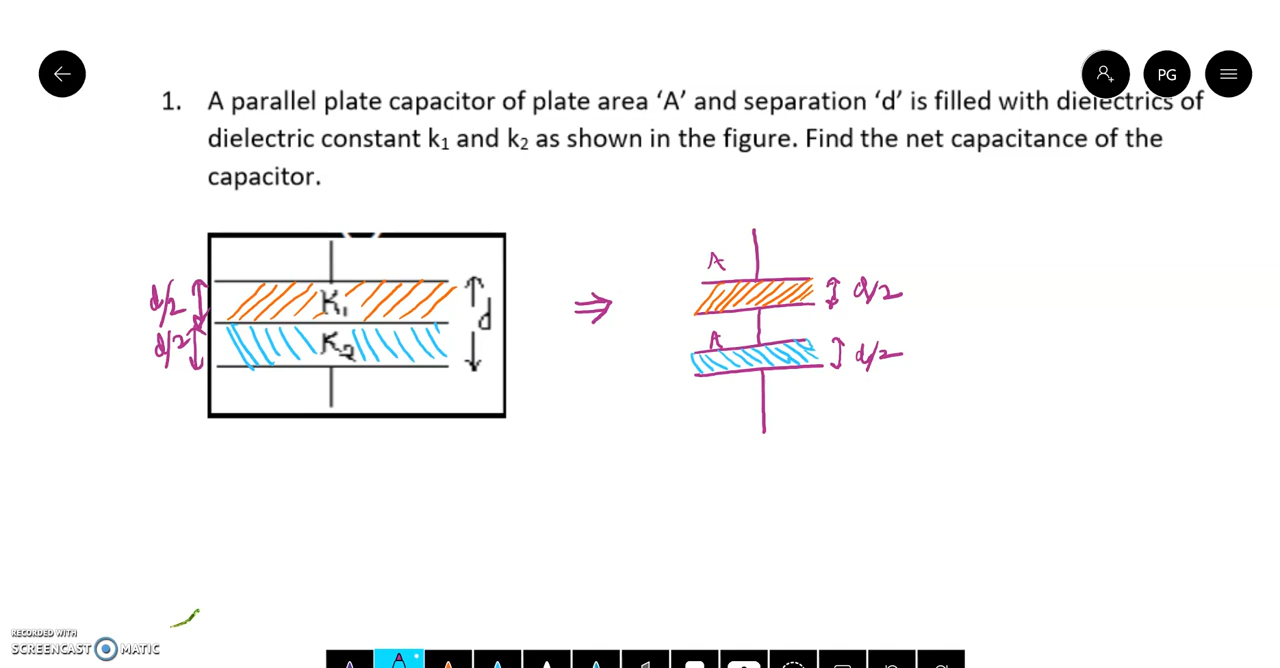 PG
1. A parallel plate capacitor of plate area ‘A’ and separation ‘d’ is filled with dielectrics of
dielectric constant k₁ and k₂ as shown in the figure. Find the net capacitance of the
capacitor.
d/2
K₁
d
d/2
K₂
⇒
A
d/2
A
d/2
RECORDED WITH
SCREENCAST MATIC